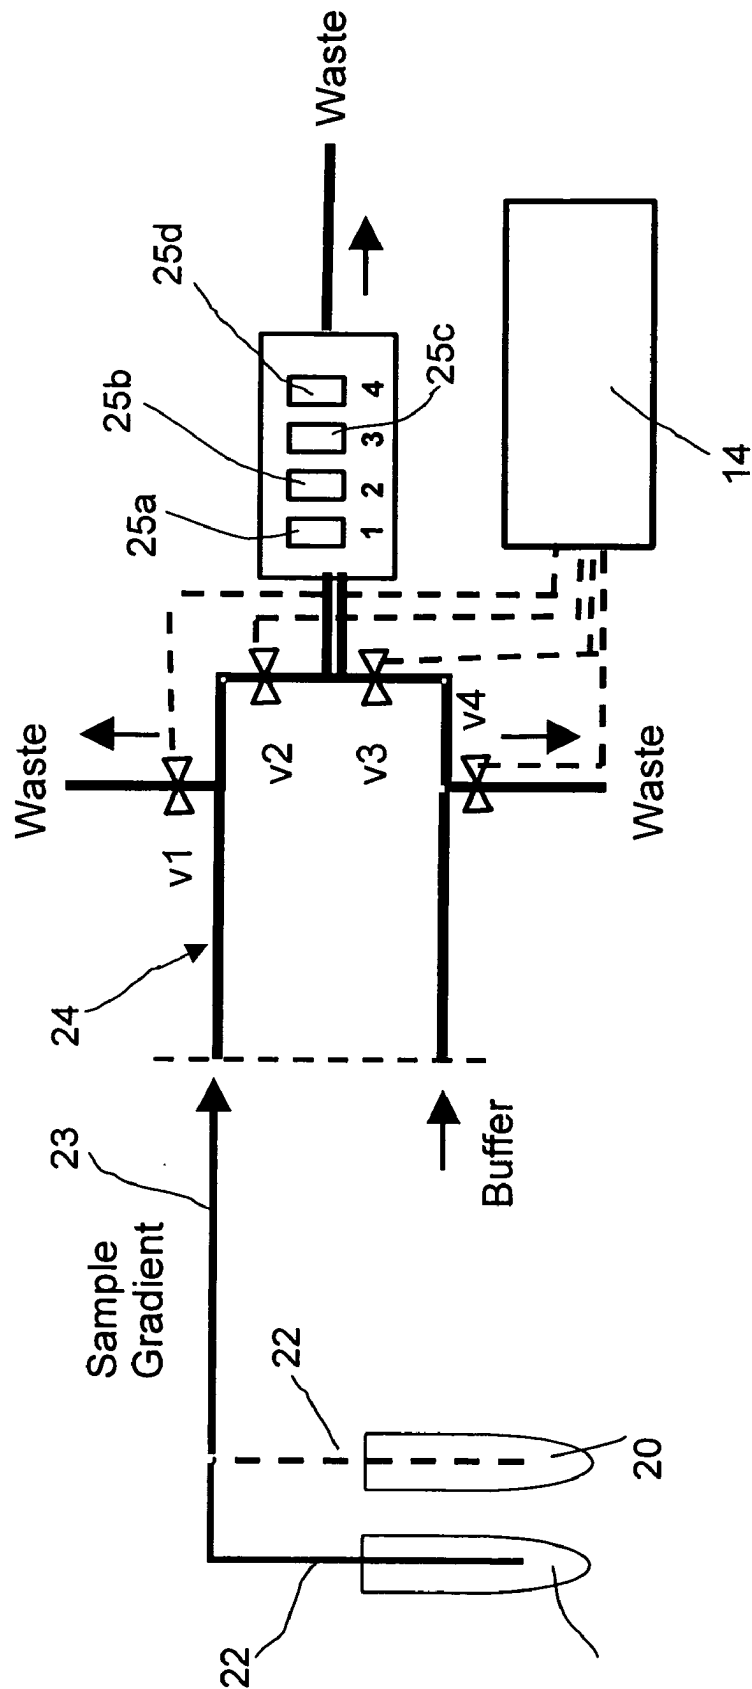 Waste
Waste
25d
25b
25a
25c
1
2
3
4
v1
v2
v3
v4
Waste
14
24
23
Sample
Gradient
Buffer
22
22
20